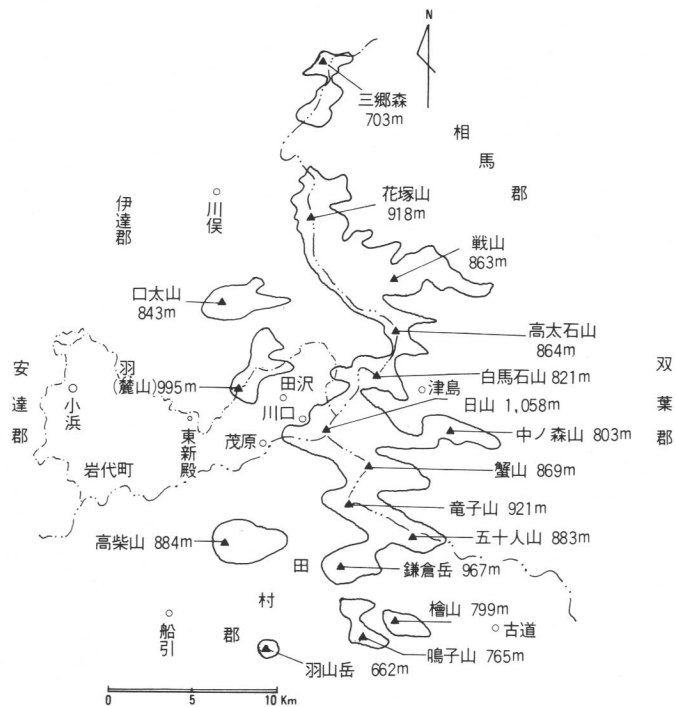 N
三郷森
703m
相馬郡
伊達郡
川俣
花塚山
918m
戦山
863m
口太山
843m
高太石山
864m
安達郡
小浜
羽
(麓山)995m
田沢
川口
白馬石山 821m
津島
双葉郡
日山 1,058m
東新殿
茂原
中ノ森山 803m
岩代町
蟹山 869m
竜子山 921m
高柴山 884m
五十人山 883m
田村郡
鎌倉岳 967m
檜山 799m
船引
古道
鳴子山 765m
羽山岳 662m
0 5 10 Km